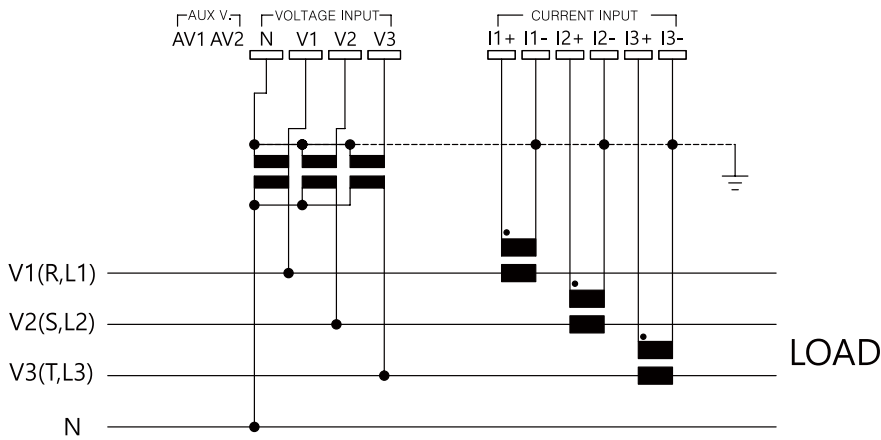 AUX V. VOLTAGE INPUT CURRENT INPUT
AV1 AV2 N V1 V2 V3 I1+ I1- I2+ I2- I3+ I3-
V1(R,L1)
V2(S,L2)
LOAD
V3(T,L3)
N